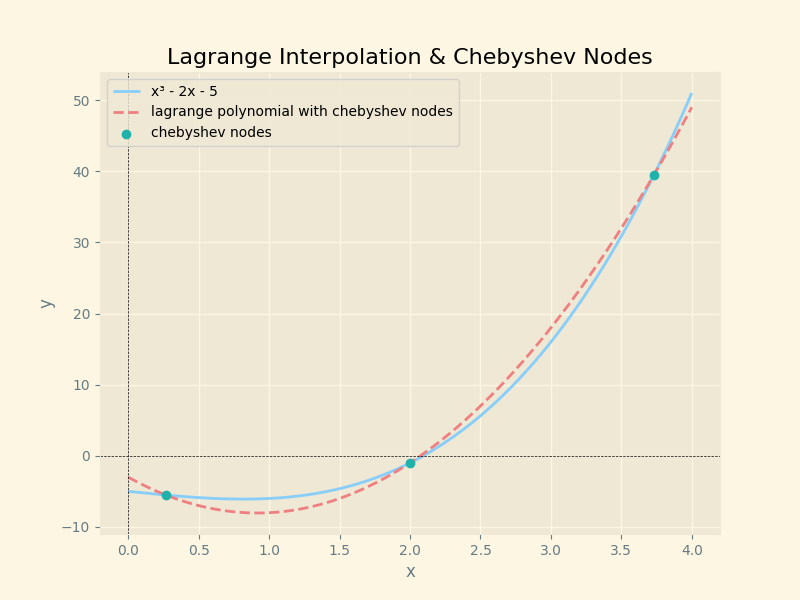 Lagrange Interpolation & Chebyshev Nodes
x³ - 2x - 5
lagrange polynomial with chebyshev nodes
chebyshev nodes
50
40
30
20
10
0
−10
y
0.0 0.5 1.0 1.5 2.0 2.5 3.0 3.5 4.0
x